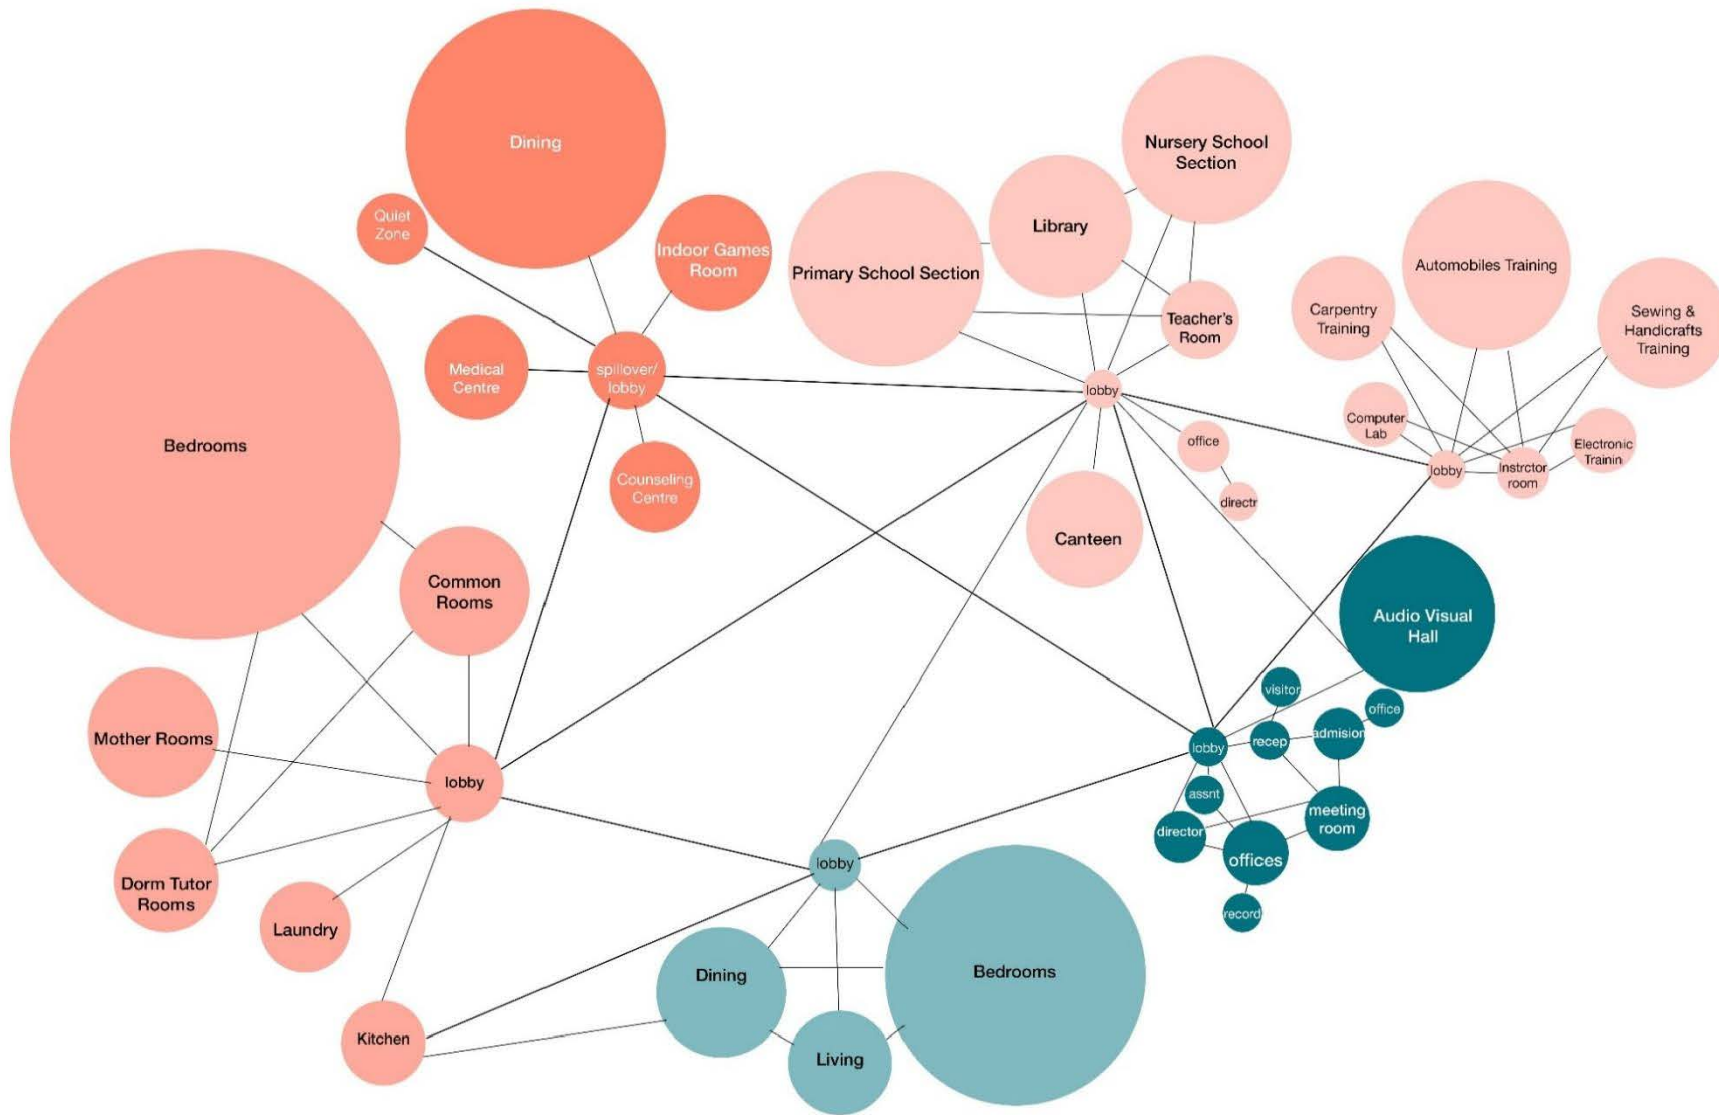 Dining
Quiet
Zone
Indoor Games
Room
Medical
Centre
spillover/
lobby
Counseling
Centre
Nursery School
Section
Library
Primary School Section
Teacher's
Room
lobby
office
directr
Canteen
Automobiles Training
Carpentry
Training
Sewing &
Handicrafts
Training
Computer
Lab
Electronic
Trainin
lobby
Instrctor
room
Bedrooms
Common
Rooms
Mother Rooms
lobby
Dorm Tutor
Rooms
Laundry
Kitchen
lobby
Dining
Bedrooms
Living
Audio Visual
Hall
visitor
office
lobby
recep
admision
assnt
meeting
room
director
offices
record